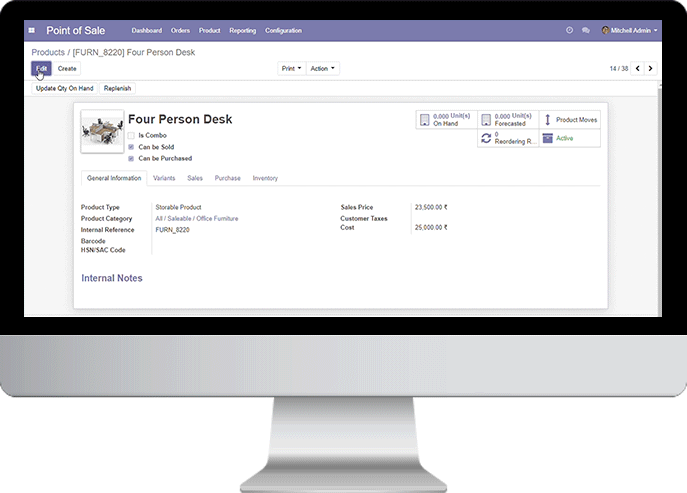 Point of Sale Dashboard Orders Product Reporting Configuration Mitchell Admin
Products / [FURN_8220] Four Person Desk
Edit Create Print Action 14 / 38
Update Qty On Hand Replenish
Four Person Desk
Is Combo
Can be Sold
Can be Purchased
0.000 Unit(s)
On Hand
0.000 Unit(s)
Forecasted
Product Moves
0
Reordering R...
Active
General Information Variants Sales Purchase Inventory
Product Type Storable Product
Product Category All / Saleable / Office Furniture
Internal Reference FURN_8220
Barcode
HSN/SAC Code
Sales Price 23,500.00 ₹
Customer Taxes
Cost 25,000.00 ₹
Internal Notes